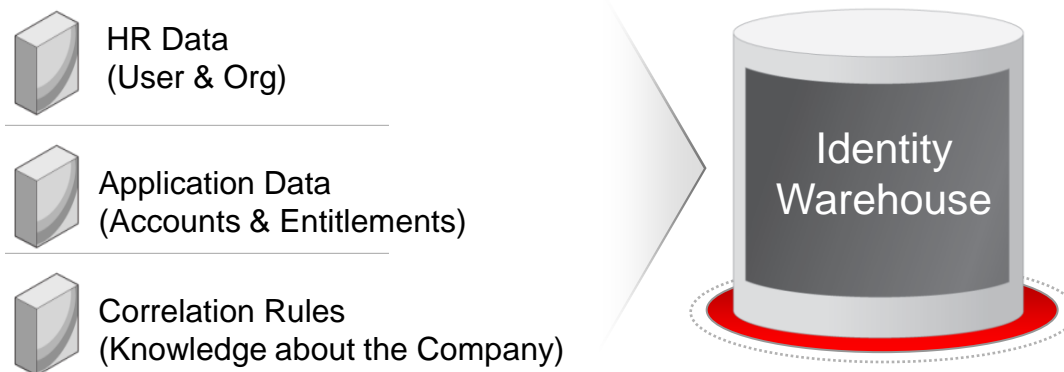 HR Data
(User & Org)
Application Data
(Accounts & Entitlements)
Correlation Rules
(Knowledge about the Company)
Identity
Warehouse